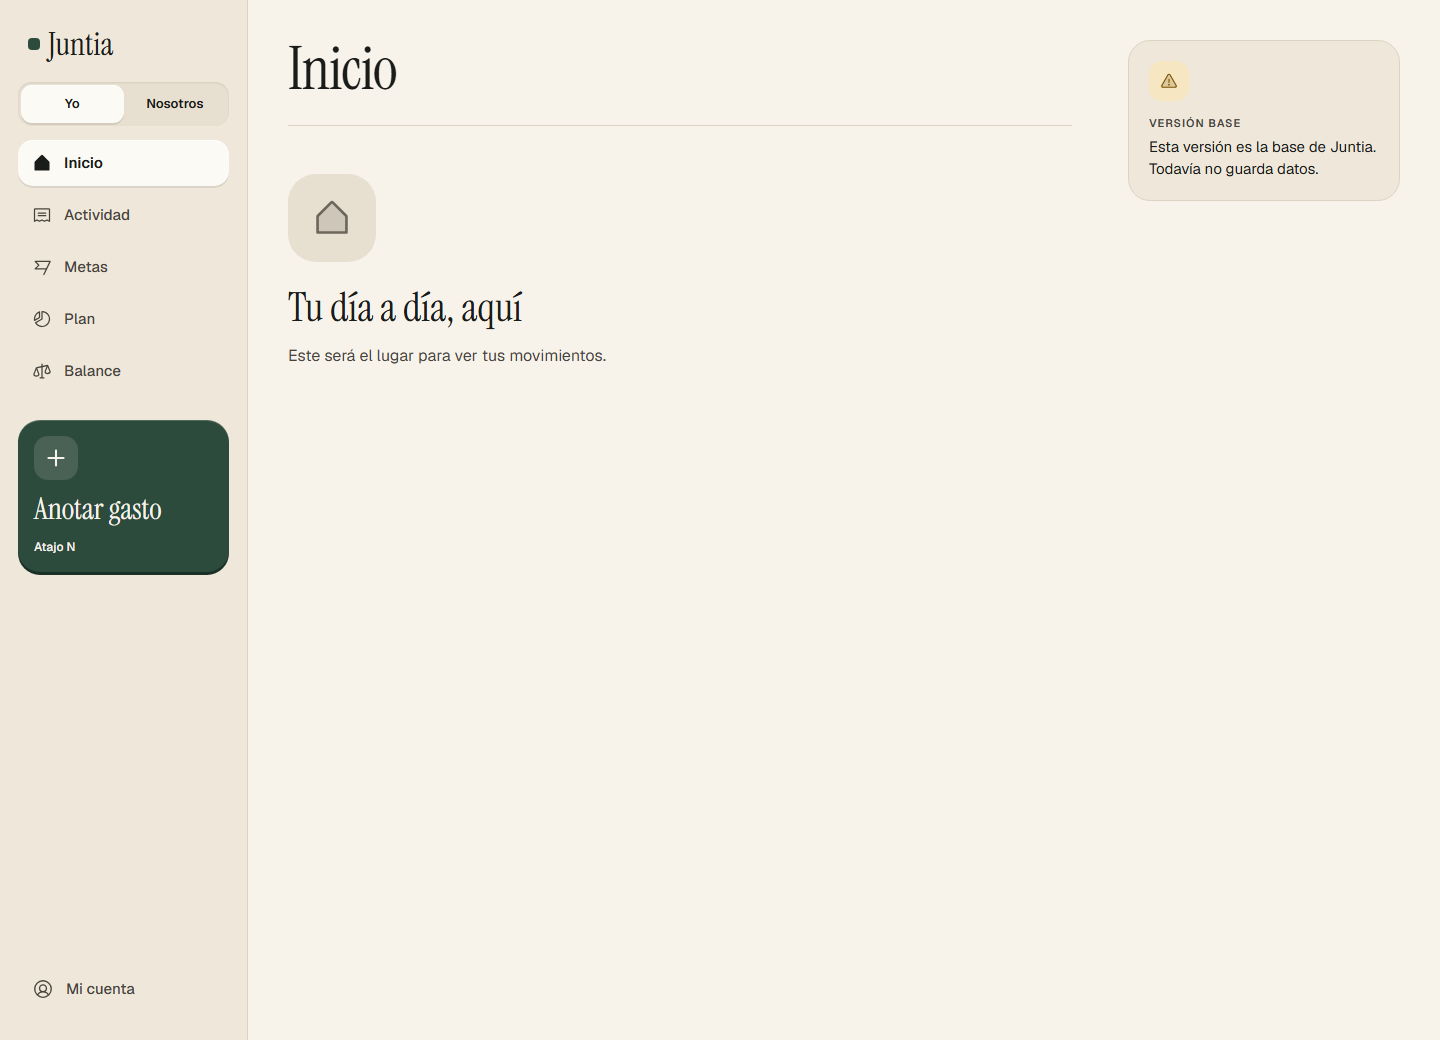 Juntia
Yo
Nosotros
Inicio
Actividad
Metas
Plan
Balance
Anotar gasto
Atajo N
Mi cuenta
Inicio
Tu día a día, aquí
Este será el lugar para ver tus movimientos.
VERSIÓN BASE
Esta versión es la base de Juntia.
Todavía no guarda datos.